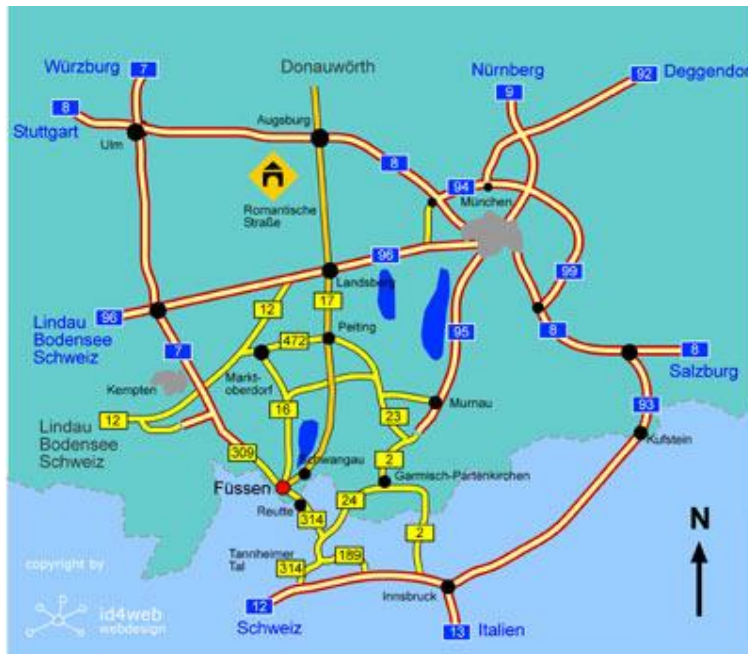 Würzburg
7
Donauwörth
Nürnberg
9
92
Deggendorf
8
Stuttgart
Ulm
Augsburg
8
94
München
Romantische
Straße
96
99
Landsberg
12
17
96
Lindau
Bodensee
Schweiz
7
472
Peiting
95
8
8
Salzburg
Kempten
Markt-
oberdorf
16
23
Murnau
93
12
Lindau
Bodensee
Schweiz
309
Kufstein
Schwangau
2
Garmisch-Partenkirchen
Füssen
Reutte
24
314
N
2
189
Tannheimer
Tal
314
copyright by
id4web
webdesign
12
Schweiz
Innsbruck
13
Italien